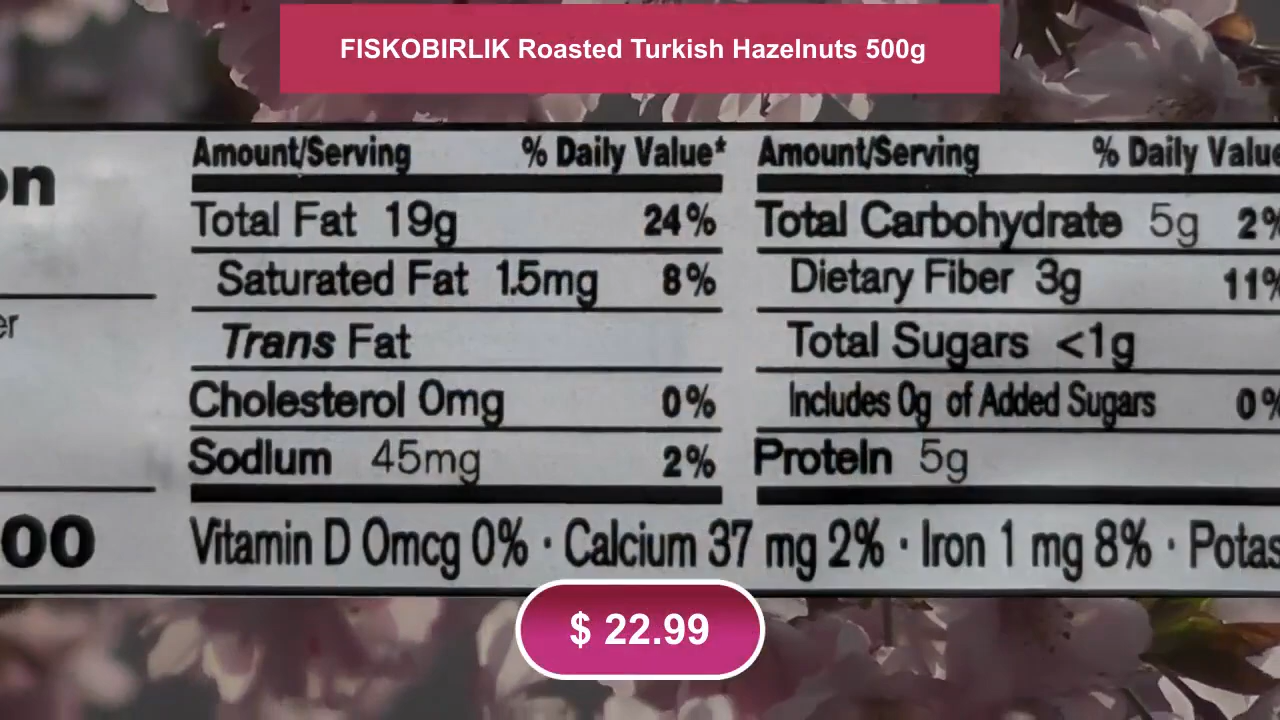 FISKOBIRLIK Roasted Turkish Hazelnuts 500g
on
er
00
Amount/Serving % Daily Value*
Total Fat 19g 24%
Saturated Fat 1.5mg 8%
Trans Fat
Cholesterol 0mg 0%
Sodium 45mg 2%
Amount/Serving % Daily Value
Total Carbohydrate 5g 2%
Dietary Fiber 3g 11%
Total Sugars <1g
Includes 0g of Added Sugars 0%
Protein 5g
Vitamin D 0mcg 0% · Calcium 37 mg 2% · Iron 1 mg 8% · Potas
$ 22.99